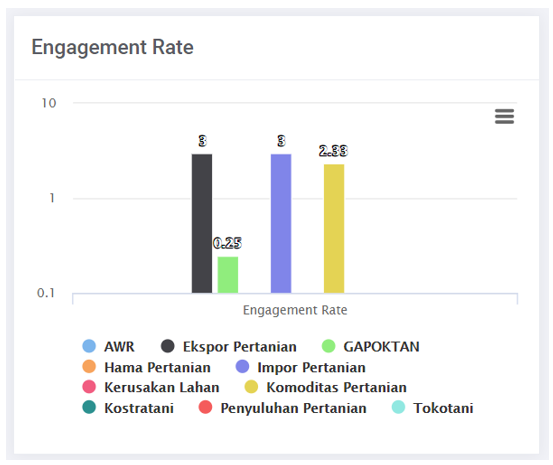 Engagement Rate
10
3
3
2.33
1
0.25
0.1
Engagement Rate
AWR Ekspor Pertanian GAPOKTAN
Hama Pertanian Impor Pertanian
Kerusakan Lahan Komoditas Pertanian
Kostratani Penyuluhan Pertanian Tokotani